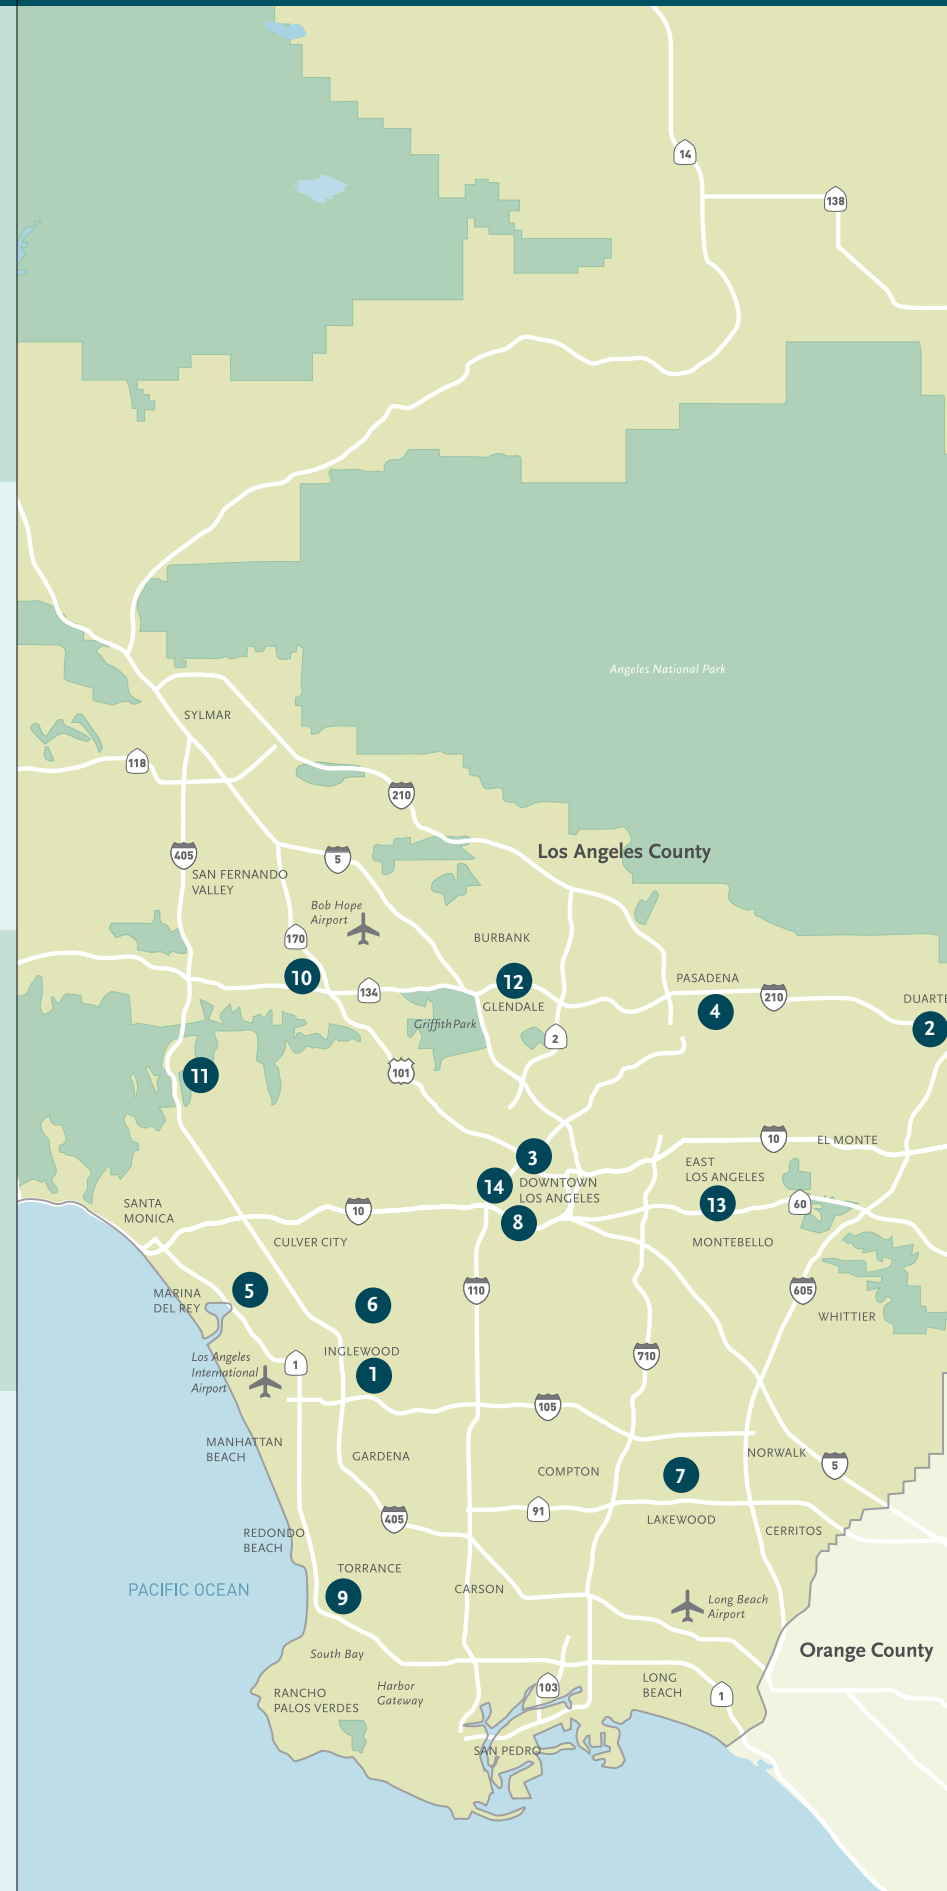 14
138
Angeles National Park
SYLMAR
118
210
Los Angeles County
405
5
SAN FERNANDO
VALLEY
Bob Hope
Airport
170
BURBANK
10
134
12
GLENDALE
PASADENA
210
4
DUARTE
2
Griffith Park
2
101
11
10
EL MONTE
3
EAST
LOS ANGELES
14
DOWNTOWN
LOS ANGELES
13
60
SANTA
MONICA
10
8
CULVER CITY
MONTEBELLO
MARINA
DEL REY
5
6
110
605
WHITTIER
INGLEWOOD
Los Angeles
International
Airport
1
1
710
105
MANHATTAN
BEACH
GARDENA
COMPTON
7
NORWALK
5
405
91
LAKEWOOD
CERRITOS
REDONDO
BEACH
TORRANCE
PACIFIC OCEAN
9
CARSON
Long Beach
Airport
South Bay
Orange County
RANCHO
PALOS VERDES
Harbor
Gateway
103
LONG
BEACH
1
SAN PEDRO